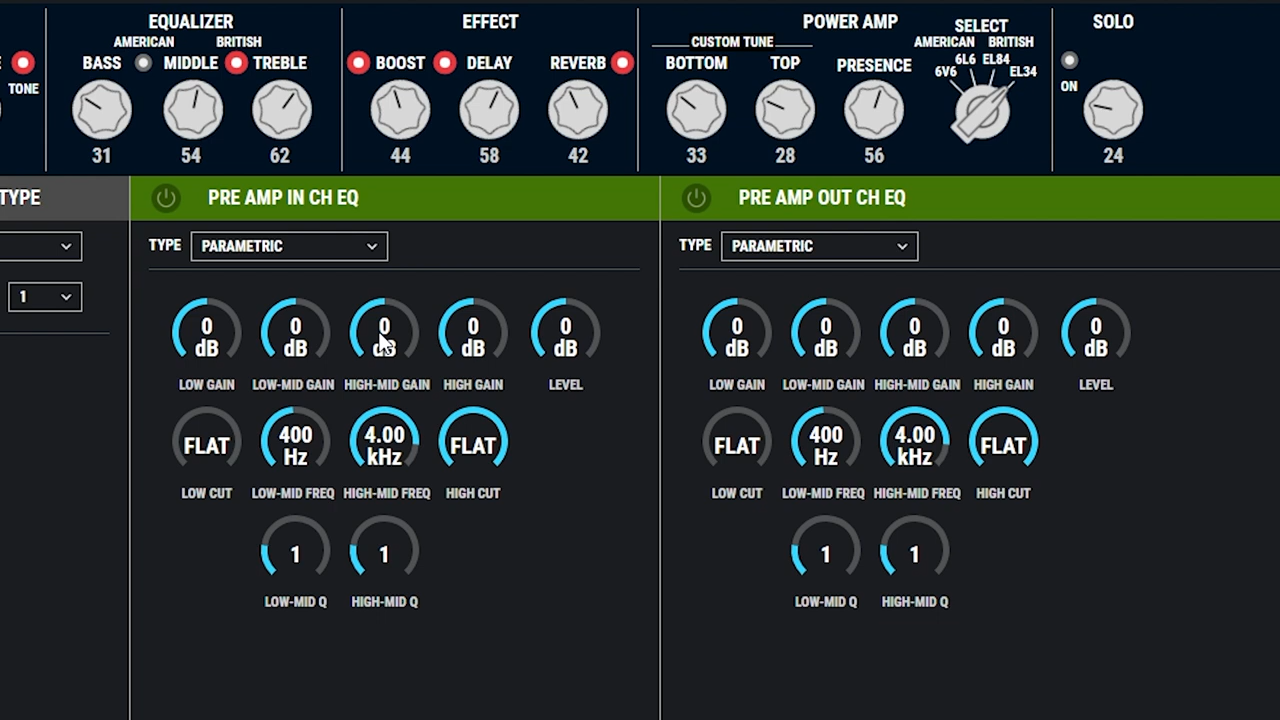 EQUALIZER
EFFECT
POWER AMP
SELECT
SOLO
AMERICAN BRITISH
CUSTOM TUNE
AMERICAN BRITISH
BASS MIDDLE TREBLE
BOOST DELAY REVERB
BOTTOM TOP PRESENCE
6V6 6L6 EL84 EL34
ON
TONE
31 54 62 44 58 42 33 28 56 24
TYPE
PRE AMP IN CH EQ
PRE AMP OUT CH EQ
TYPE PARAMETRIC
TYPE PARAMETRIC
1
0 dB 0 dB 0 dB 0 dB 0 dB
LOW GAIN LOW-MID GAIN HIGH-MID GAIN HIGH GAIN LEVEL
FLAT 400 Hz 4.00 kHz FLAT
LOW CUT LOW-MID FREQ HIGH-MID FREQ HIGH CUT
1 1
LOW-MID Q HIGH-MID Q
0 dB 0 dB 0 dB 0 dB 0 dB
LOW GAIN LOW-MID GAIN HIGH-MID GAIN HIGH GAIN LEVEL
FLAT 400 Hz 4.00 kHz FLAT
LOW CUT LOW-MID FREQ HIGH-MID FREQ HIGH CUT
1 1
LOW-MID Q HIGH-MID Q